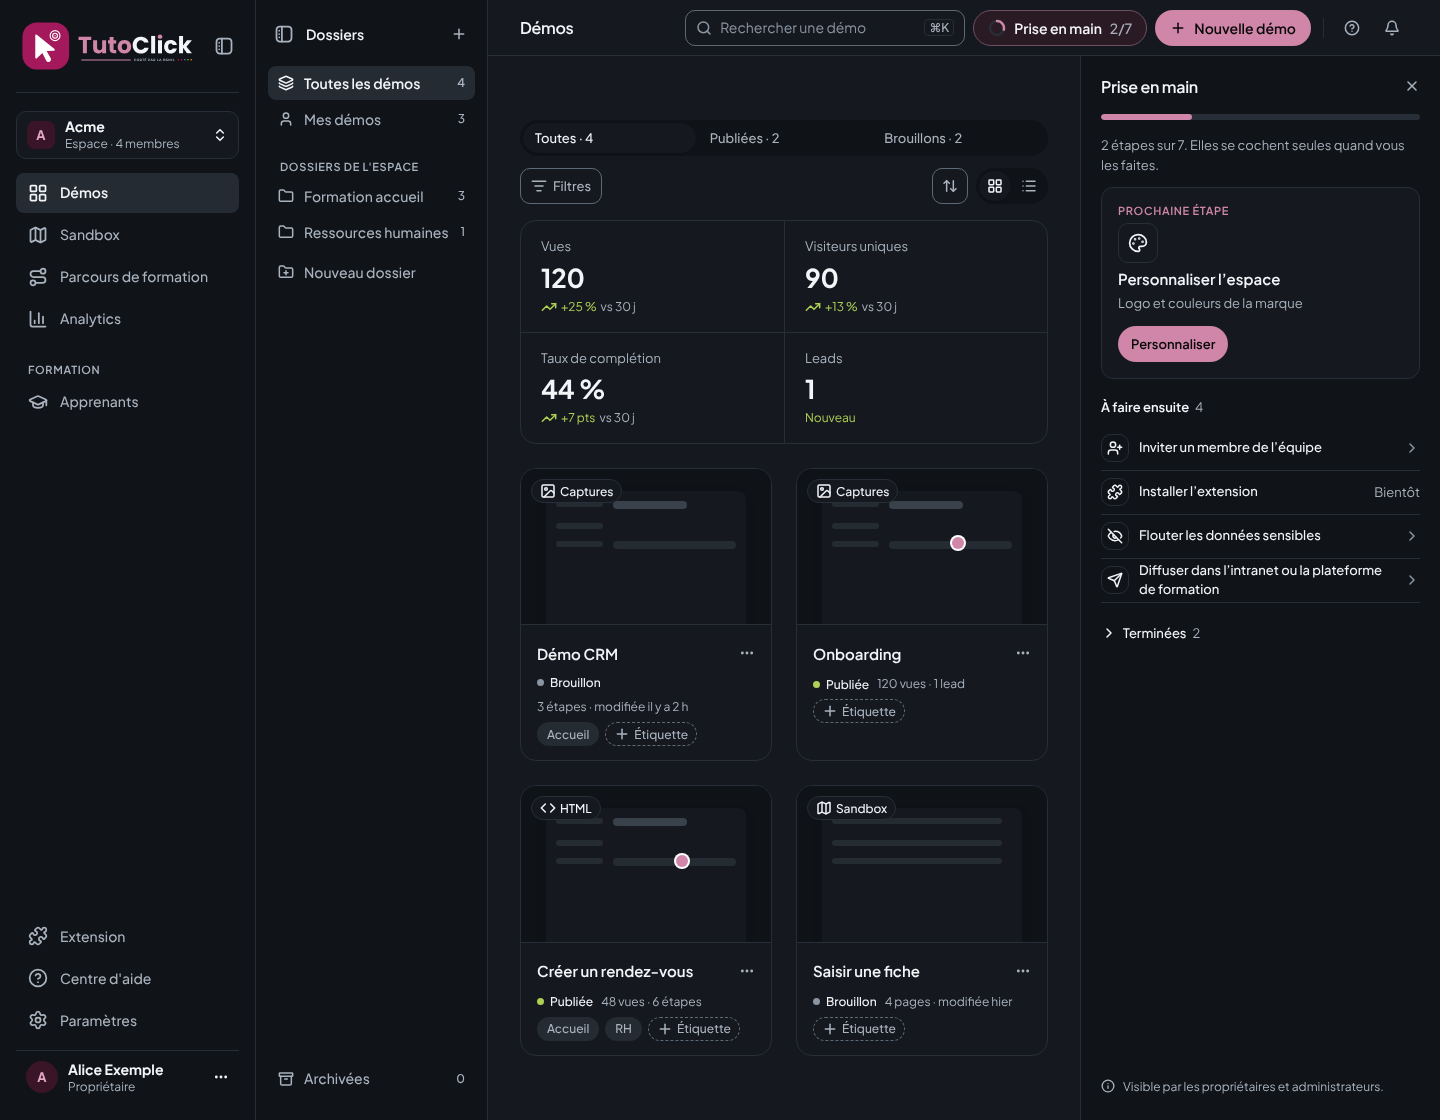 TutoClick
Acme
Espace · 4 membres
Démos
Sandbox
Parcours de formation
Analytics
FORMATION
Apprenants
Extension
Centre d'aide
Paramètres
A
Alice Exemple
Propriétaire
Dossiers
Toutes les démos 4
Mes démos 3
DOSSIERS DE L'ESPACE
Formation accueil 3
Ressources humaines 1
Nouveau dossier
Archivées 0
Démos
Rechercher une démo ⌘K
Prise en main 2/7
Nouvelle démo
Toutes · 4
Publiées · 2
Brouillons · 2
Filtres
Vues
120
+25 % vs 30 j
Visiteurs uniques
90
+13 % vs 30 j
Taux de complétion
44 %
+7 pts vs 30 j
Leads
1
Nouveau
Captures
Démo CRM
Brouillon
3 étapes · modifiée il y a 2 h
Accueil
Étiquette
Captures
Onboarding
Publiée 120 vues · 1 lead
Étiquette
HTML
Créer un rendez-vous
Publiée 48 vues · 6 étapes
Accueil
RH
Étiquette
Sandbox
Saisir une fiche
Brouillon 4 pages · modifiée hier
Étiquette
Prise en main
2 étapes sur 7. Elles se cochent seules quand vous
les faites.
PROCHAINE ÉTAPE
Personnaliser l'espace
Logo et couleurs de la marque
Personnaliser
À faire ensuite 4
Inviter un membre de l'équipe
Installer l'extension Bientôt
Flouter les données sensibles
Diffuser dans l'intranet ou la plateforme
de formation
Terminées 2
Visible par les propriétaires et administrateurs.